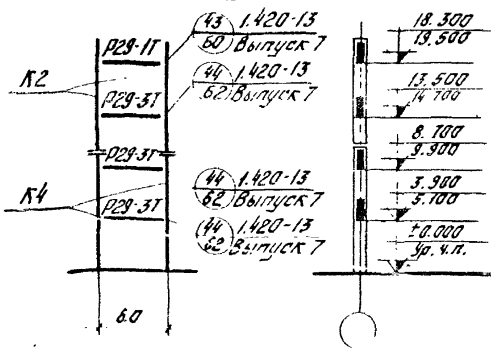 Р29-1Т
43 1.420-13
60 Выпуск 7
К2
44 1.420-13
62 Выпуск 7
Р29-3Т
Р29-3Т
44 1.420-13
62 Выпуск 7
К4
Р29-3Т
44 1.420-13
62 Выпуск 7
6.0
18.300
19.500
13.500
14.700
8.700
9.900
3.900
5.100
±0.000
Ур.ч.п.